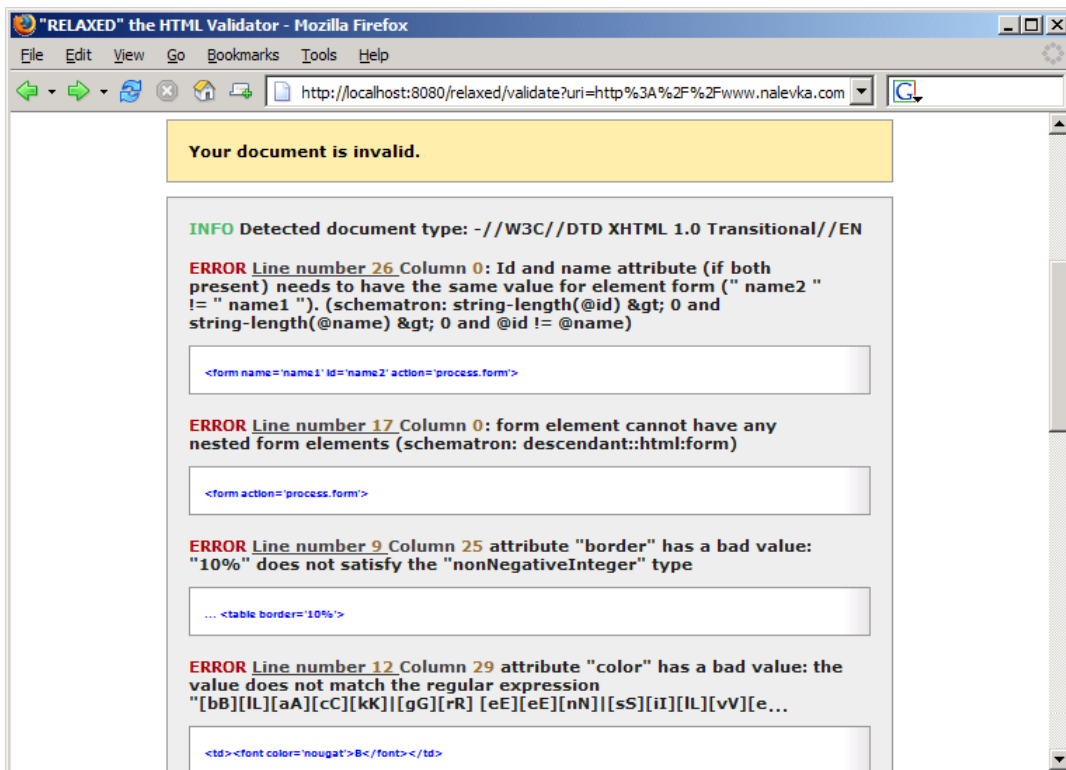 "RELAXED" the HTML Validator - Mozilla Firefox
File Edit View Go Bookmarks Tools Help
http://localhost:8080/relaxed/validate?uri=http%3A%2F%2Fwww.nalevka.com
G
Your document is invalid.
INFO Detected document type: -//W3C//DTD XHTML 1.0 Transitional//EN
ERROR Line number 26 Column 0: Id and name attribute (if both
present) needs to have the same value for element form (" name2 "
!= " name1 "). (schematron: string-length(@id) &gt; 0 and
string-length(@name) &gt; 0 and @id != @name)
<form name='name1' id='name2' action='process.form'>
ERROR Line number 17 Column 0: form element cannot have any
nested form elements (schematron: descendant::html:form)
<form action='process.form'>
ERROR Line number 9 Column 25 attribute "border" has a bad value:
"10%" does not satisfy the "nonNegativeInteger" type
... <table border='10%'>
ERROR Line number 12 Column 29 attribute "color" has a bad value: the
value does not match the regular expression
"[bB][lL][aA][cC][kK]|[gG][rR] [eE][eE][nN]|[sS][iI][lL][vV][e...
<td><font color='nougat'>B</font></td>